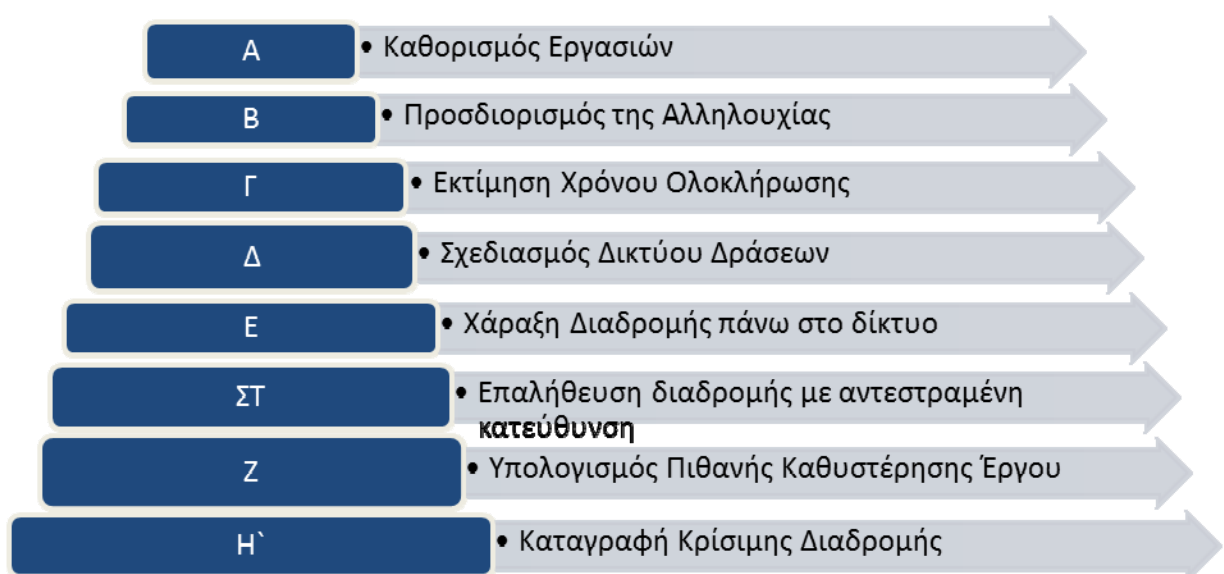 Α • Καθορισμός Εργασιών
Β • Προσδιορισμός της Αλληλουχίας
Γ • Εκτίμηση Χρόνου Ολοκλήρωσης
Δ • Σχεδιασμός Δικτύου Δράσεων
Ε • Χάραξη Διαδρομής πάνω στο δίκτυο
ΣΤ • Επαλήθευση διαδρομής με αντεστραμένη
κατεύθυνση
Ζ • Υπολογισμός Πιθανής Καθυστέρησης Έργου
Η` • Καταγραφή Κρίσιμης Διαδρομής